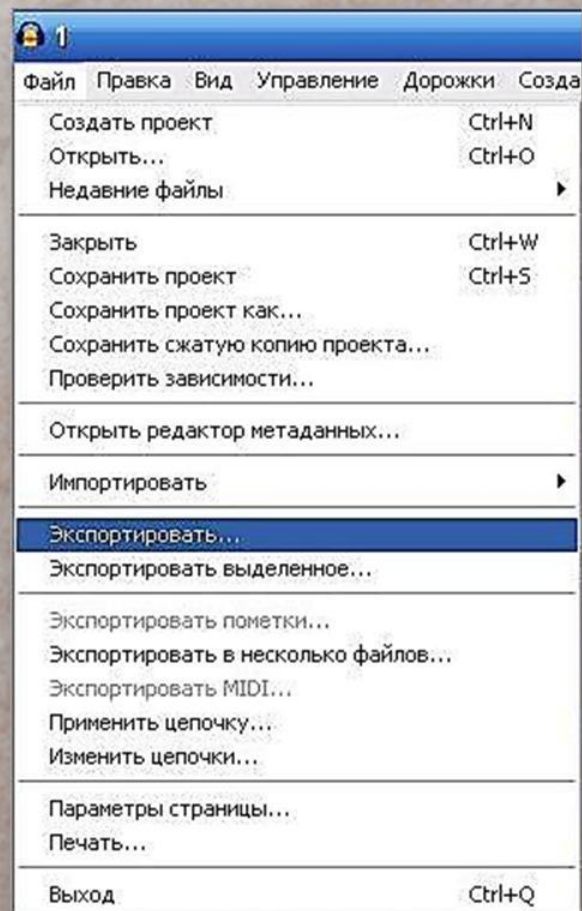 1
Файл Правка Вид Управление Дорожки Созда
Создать проект Ctrl+N
Открыть... Ctrl+O
Недавние файлы
Закрыть Ctrl+W
Сохранить проект Ctrl+S
Сохранить проект как...
Сохранить сжатую копию проекта...
Проверить зависимости...
Открыть редактор метаданных...
Импортировать
Экспортировать...
Экспортировать выделенное...
Экспортировать пометки...
Экспортировать в несколько файлов...
Экспортировать MIDI...
Применить цепочку...
Изменить цепочки...
Параметры страницы...
Печать...
Выход Ctrl+Q